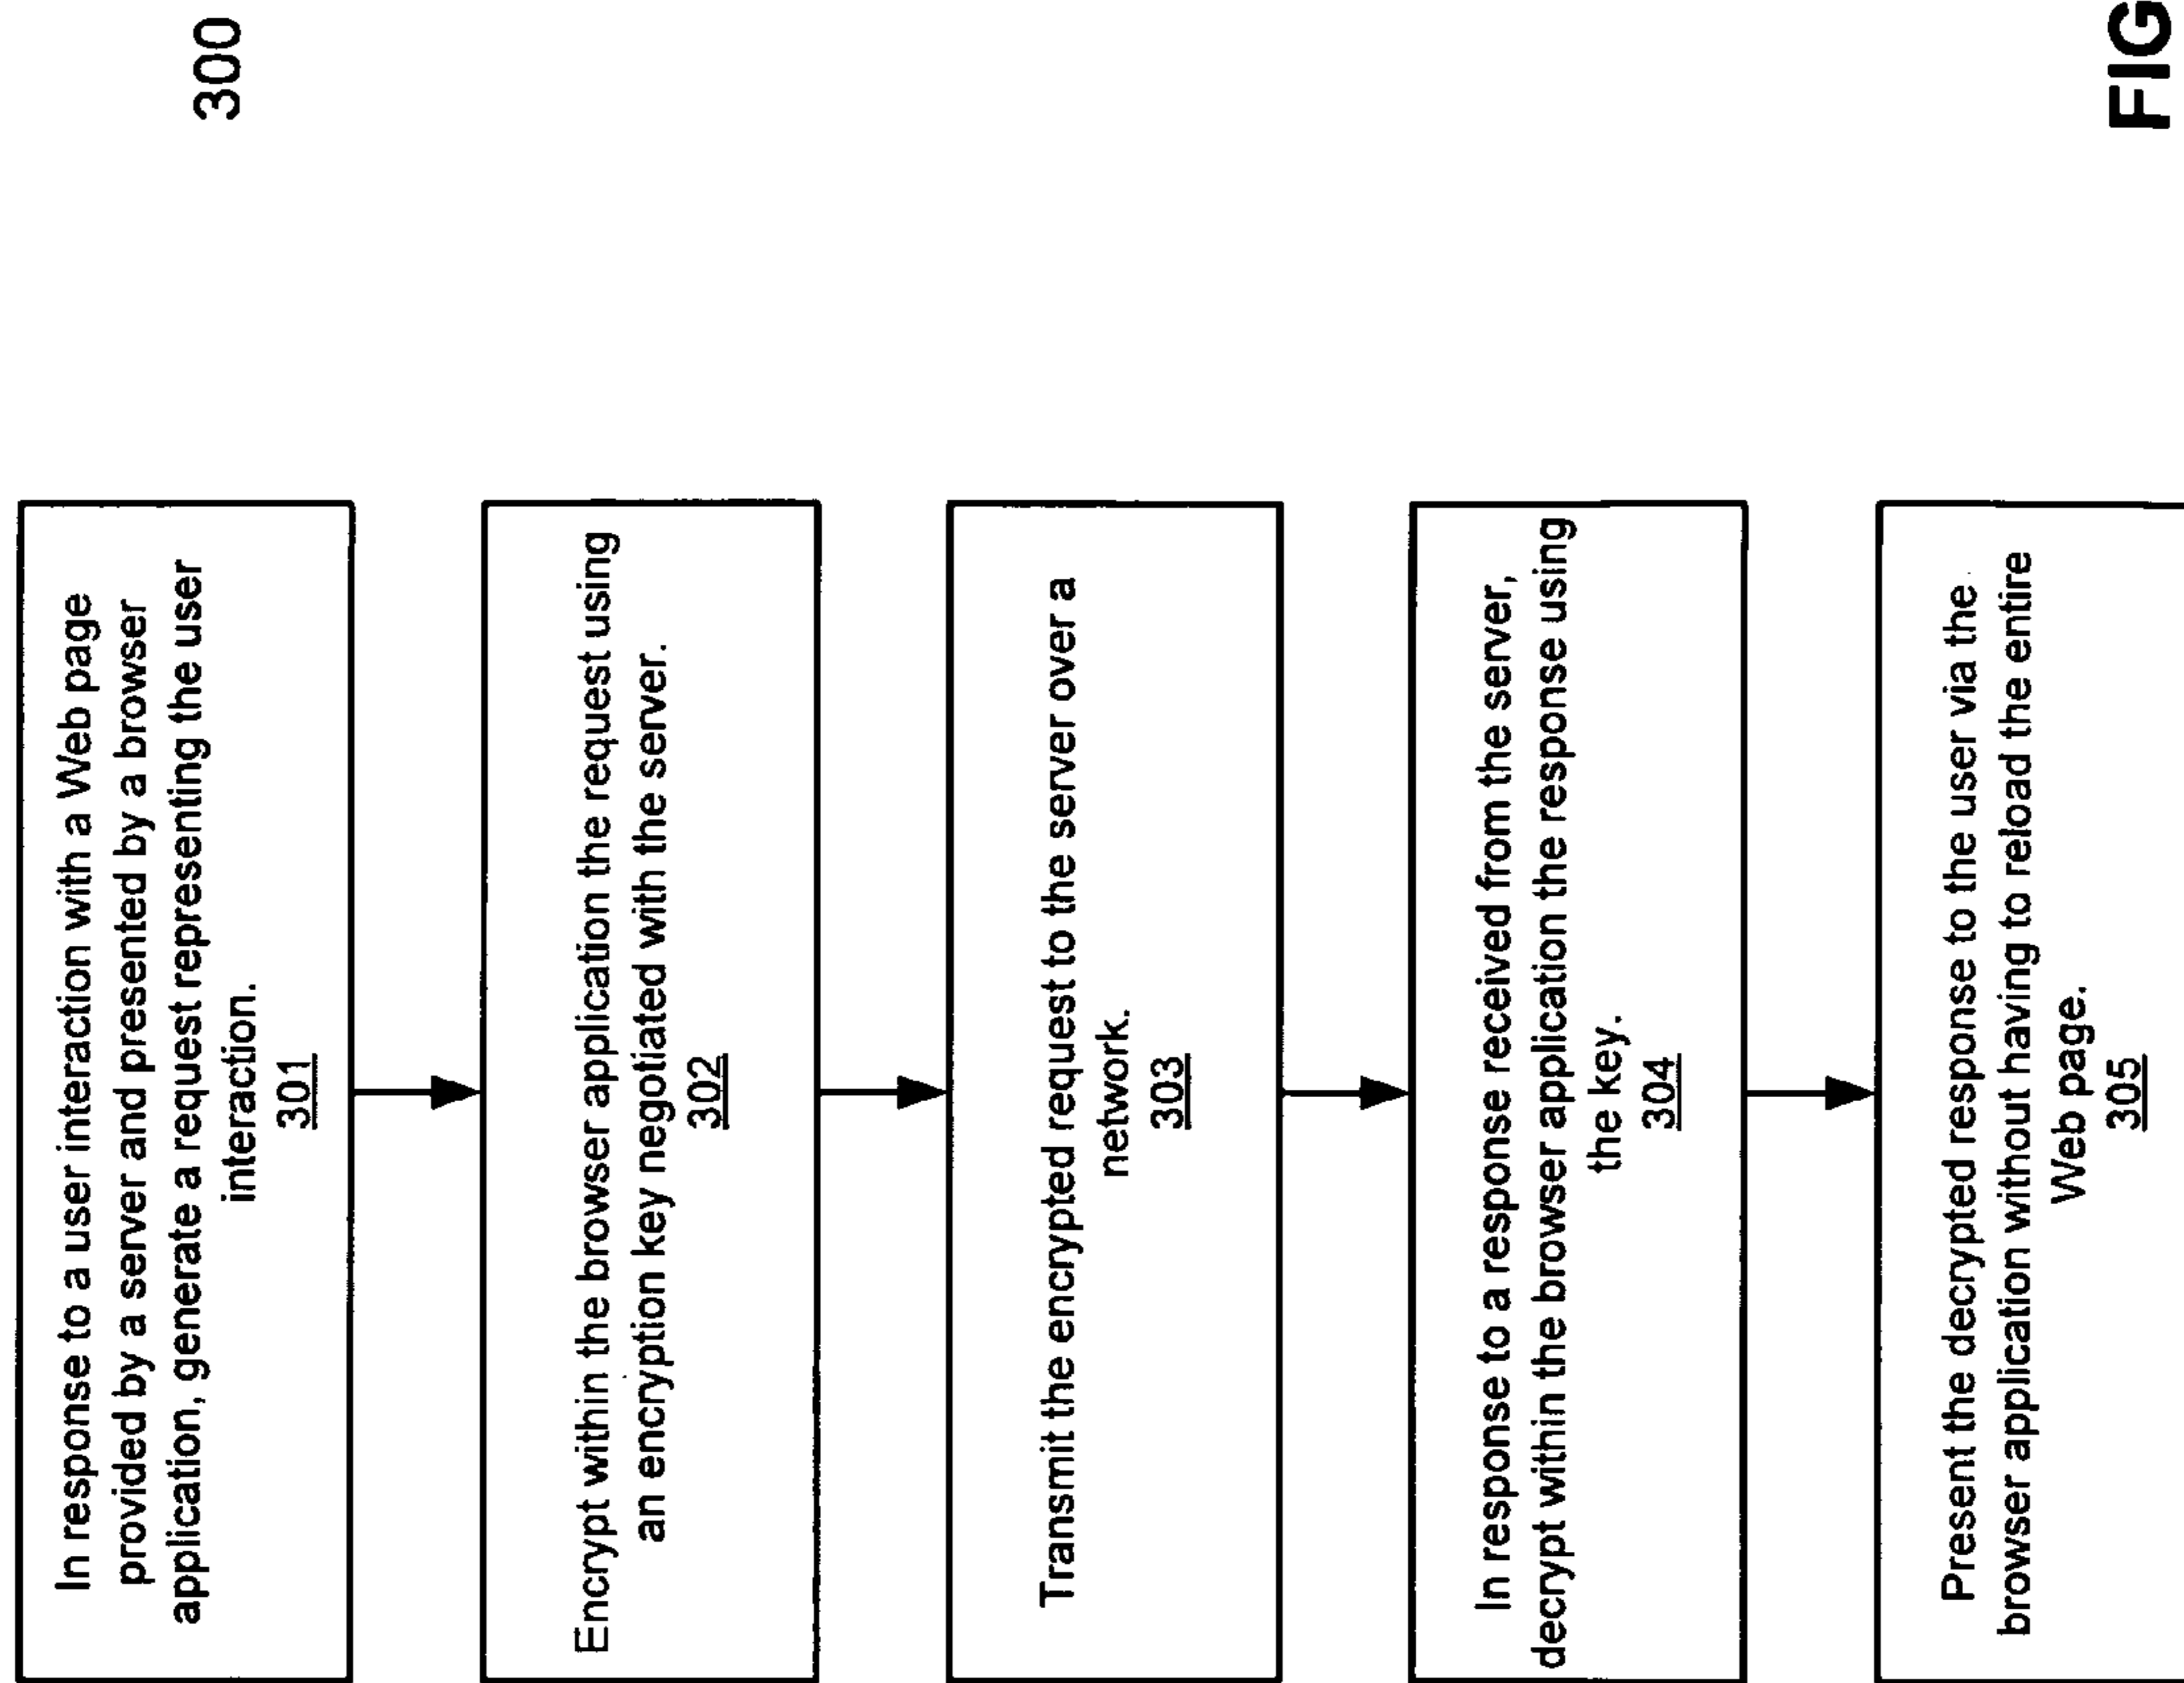 300
In response to a user interaction with a Web page
provided by a server and presented by a browser
application, generate a request representing the user
interaction.
301
Encrypt within the browser application the request using
an encryption key negotiated with the server.
302
Transmit the encrypted request to the server over a
network.
303
In response to a response received from the server,
decrypt within the browser application the response using
the key.
304
Present the decrypted response to the user via the
browser application without having to reload the entire
Web page.
305
FIG